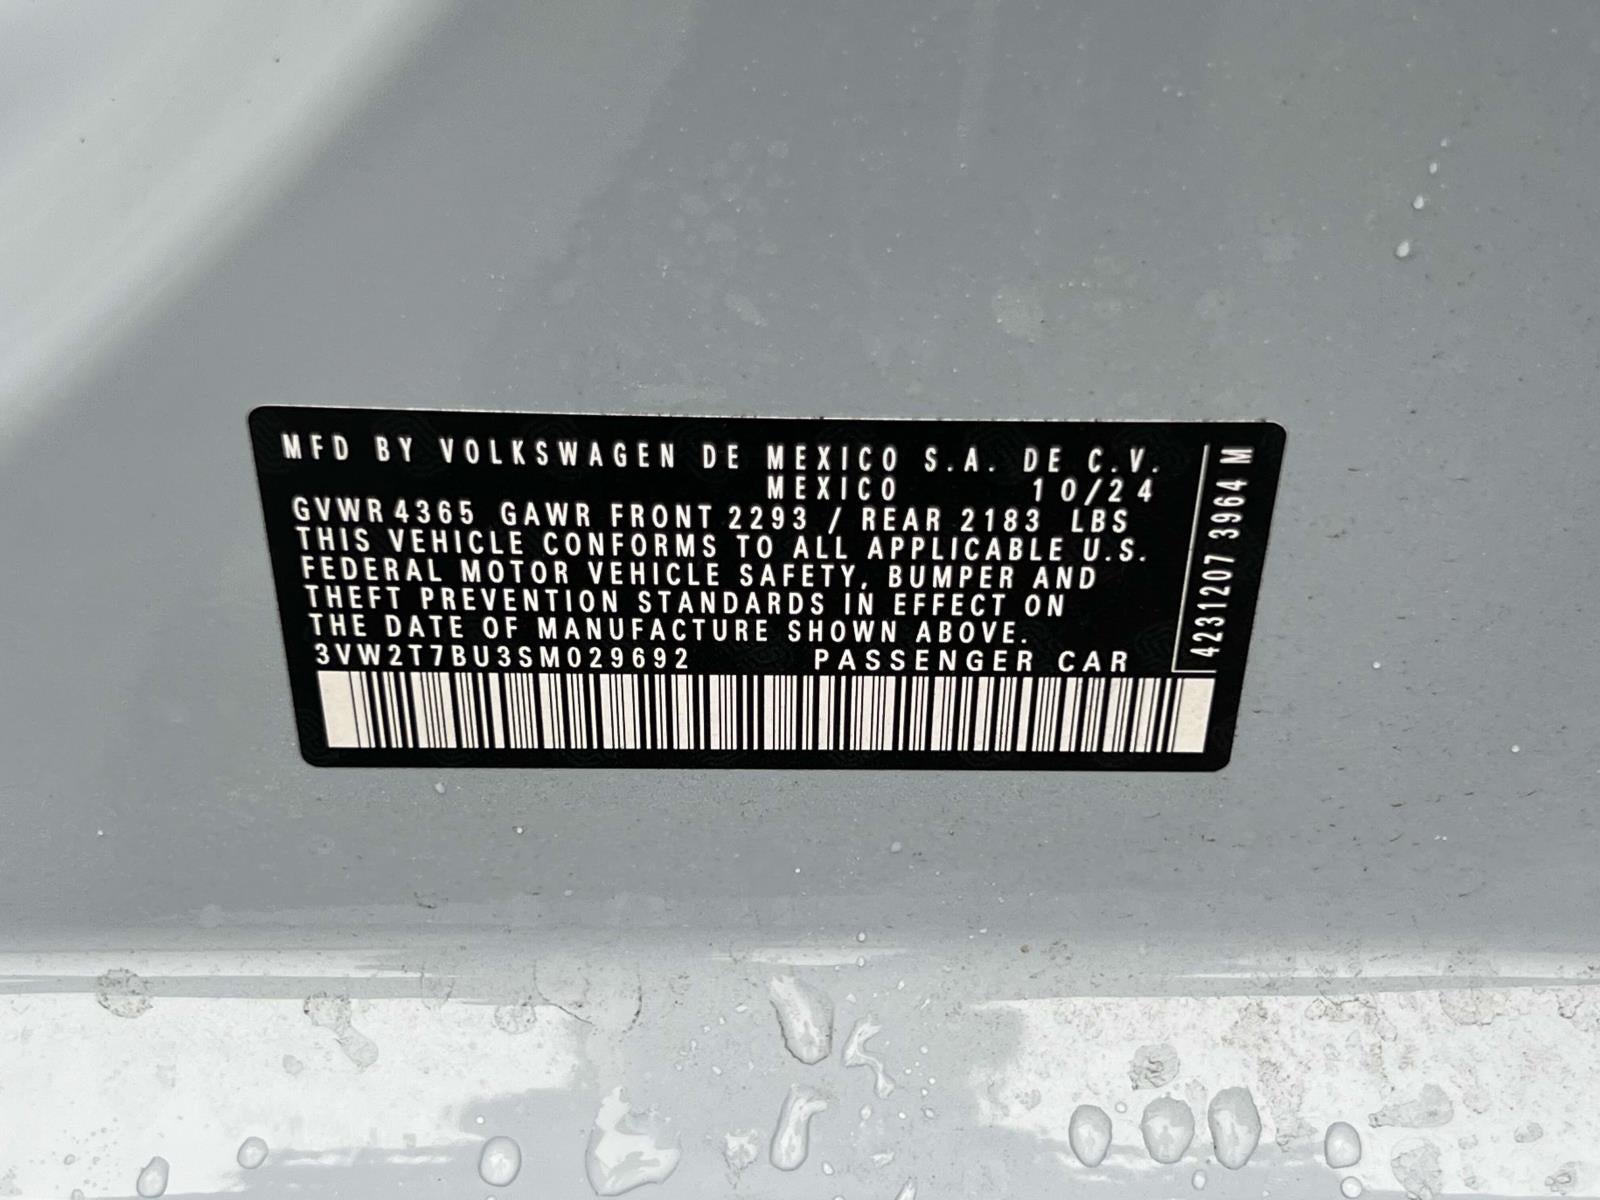 MFD BY VOLKSWAGEN DE MEXICO S.A. DE C.V.
MEXICO 10/24
GVWR 4365 GAWR FRONT 2293 / REAR 2183 LBS
THIS VEHICLE CONFORMS TO ALL APPLICABLE U.S.
FEDERAL MOTOR VEHICLE SAFETY, BUMPER AND
THEFT PREVENTION STANDARDS IN EFFECT ON
THE DATE OF MANUFACTURE SHOWN ABOVE.
3VW2T7BU3SM029692 PASSENGER CAR
4231207 3964 M